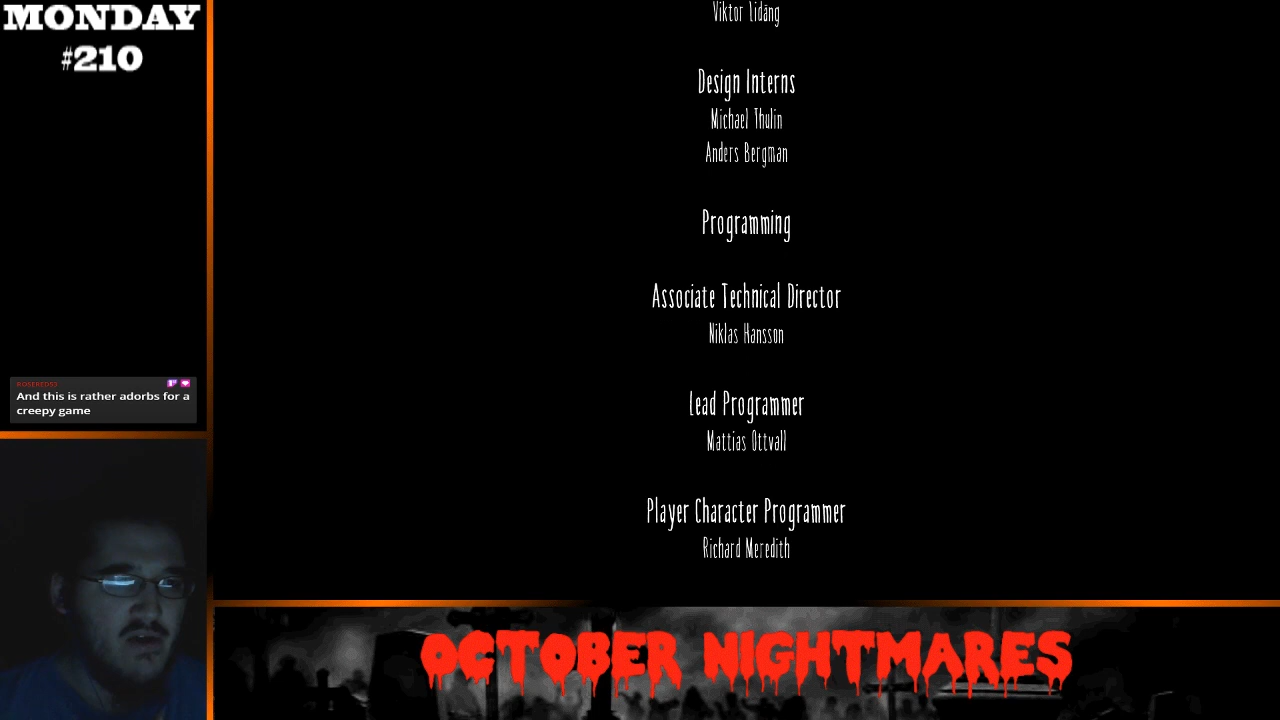 MONDAY
#210
Viktor Lidäng
Design Interns
Michael Thulin
Anders Bergman
Programming
Associate Technical Director
Niklas Hansson
Lead Programmer
Mattias Ottvall
Player Character Programmer
Richard Meredith
And this is rather adorbs for a
creepy game
OCTOBER NIGHTMARES